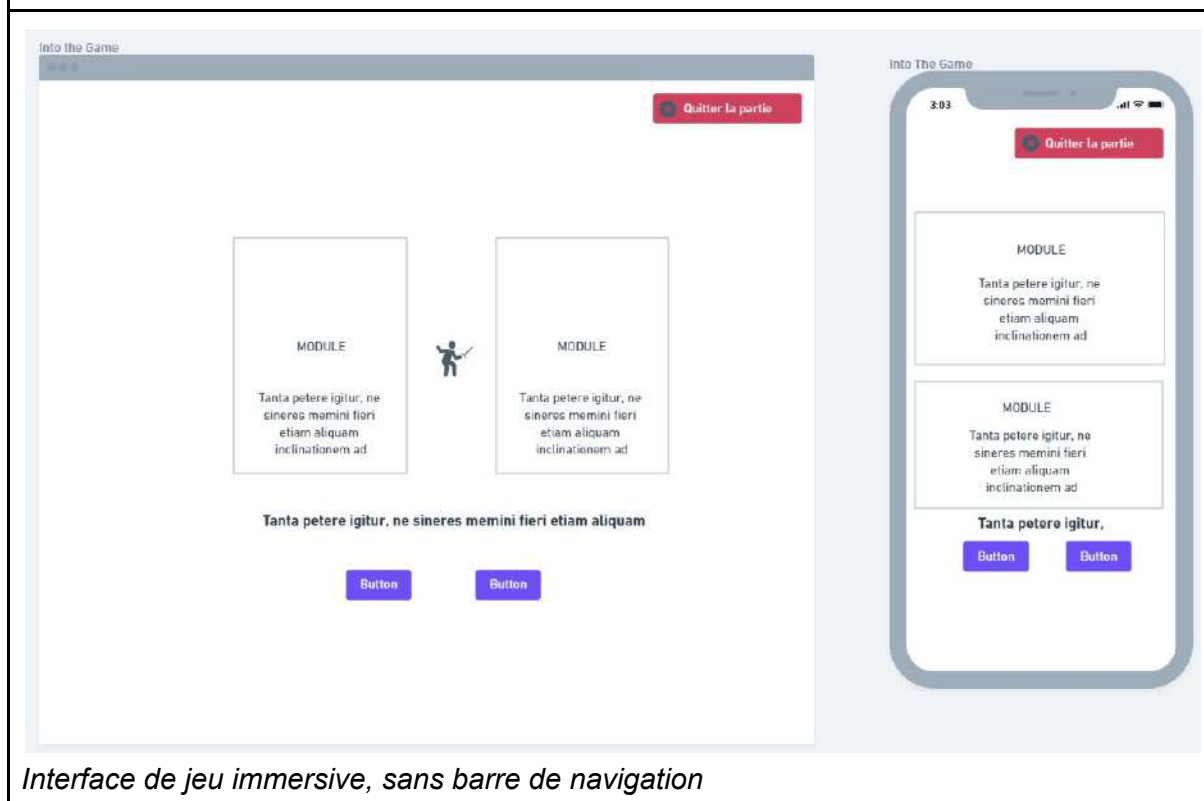 Into the Game
Quitter la partie
MODULE
Tanta petere igitur, ne
sineres memini fieri
etiam aliquam
inclinationem ad
MODULE
Tanta petere igitur, ne
sineres memini fieri
etiam aliquam
inclinationem ad
Tanta petere igitur, ne sineres memini fieri etiam aliquam
Button
Button
Into The Game
3:03
Quitter la partie
MODULE
Tanta petere igitur, ne
sineres memini fieri
etiam aliquam
inclinationem ad
MODULE
Tanta petere igitur, ne
sineres memini fieri
etiam aliquam
inclinationem ad
Tanta petere igitur,
Button
Button
Interface de jeu immersive, sans barre de navigation